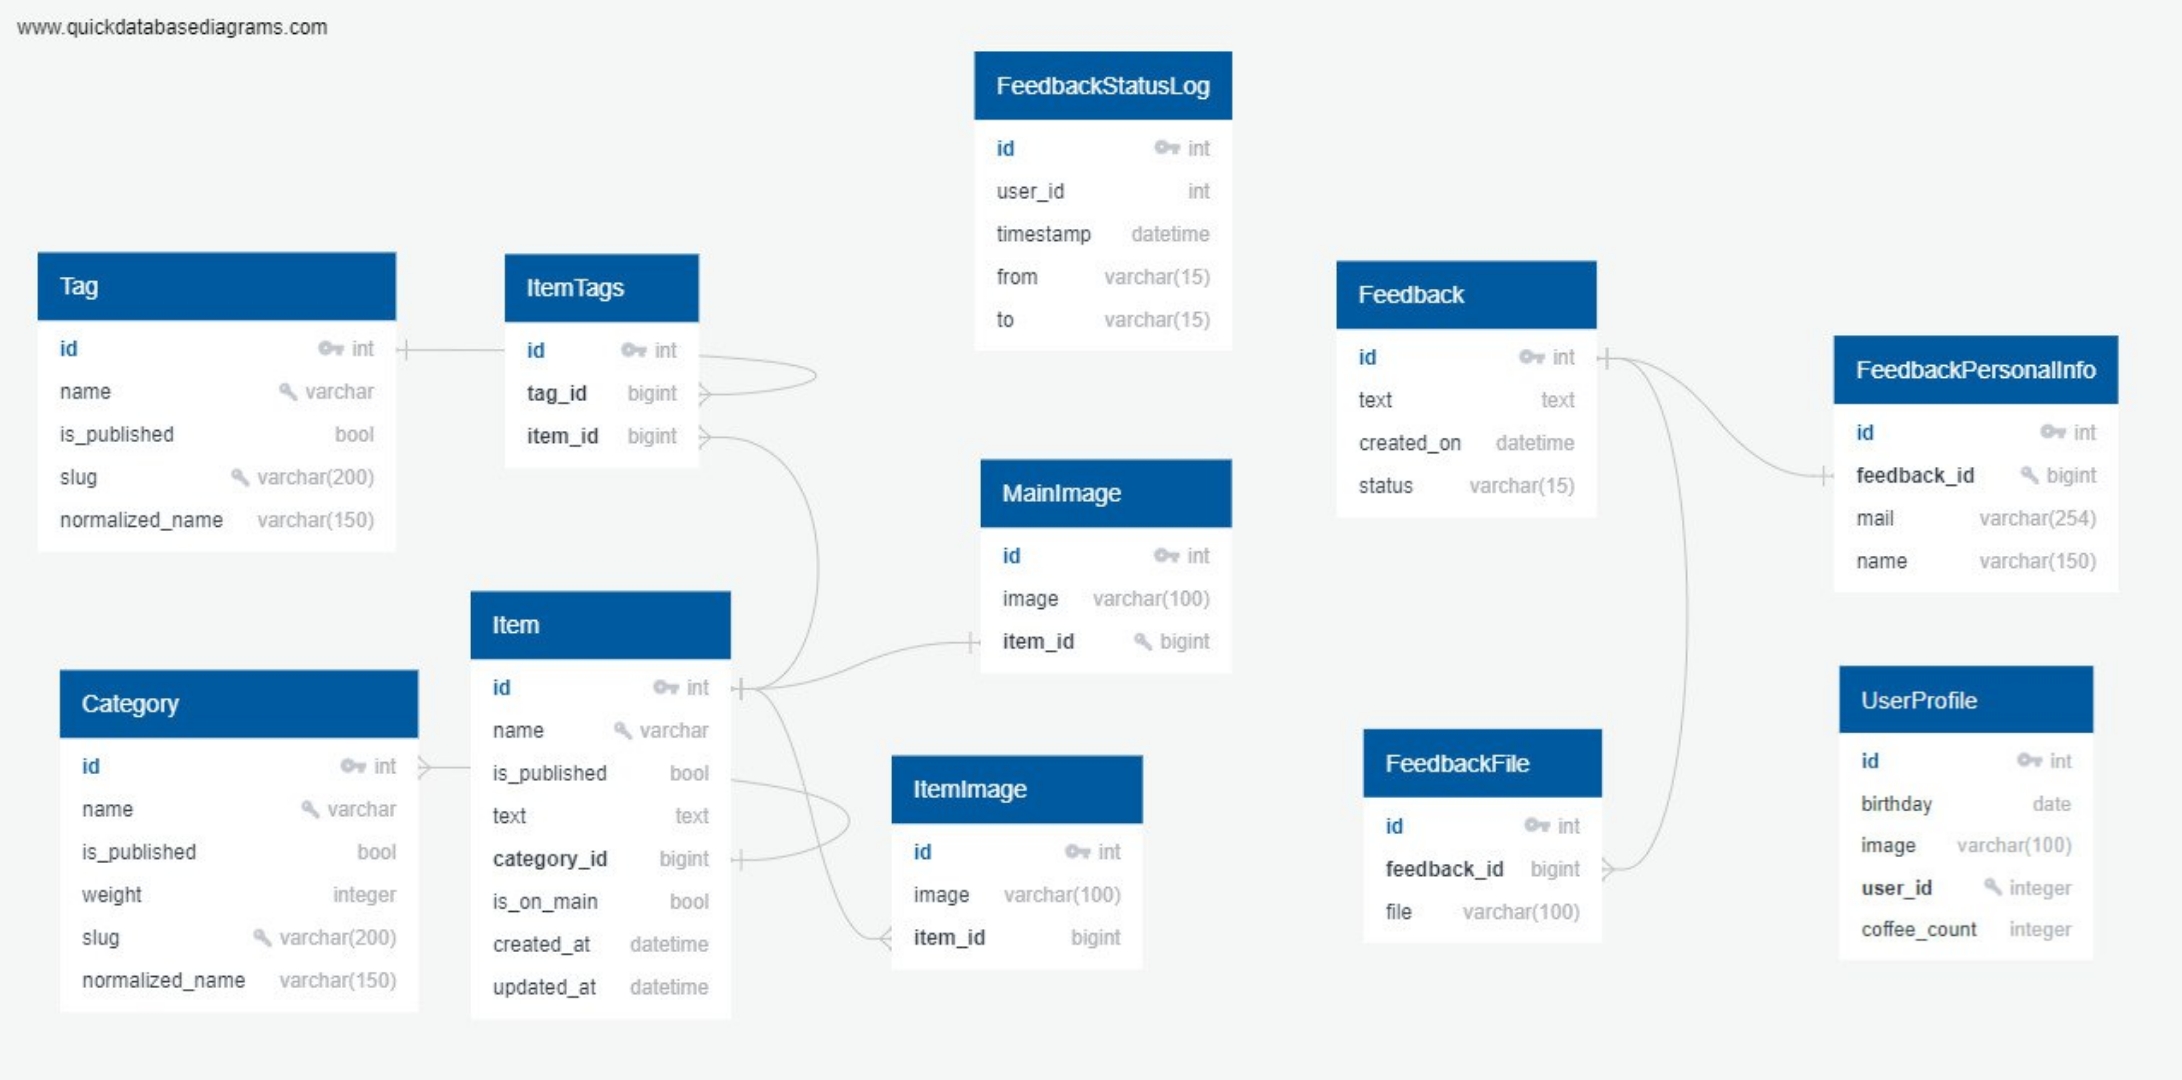 www.quickdatabasediagrams.com
FeedbackStatusLog
id int
user_id int
timestamp datetime
from varchar(15)
to varchar(15)
Tag
id int
name varchar
is_published bool
slug varchar(200)
normalized_name varchar(150)
ItemTags
id int
tag_id bigint
item_id bigint
Feedback
id int
text text
created_on datetime
status varchar(15)
FeedbackPersonalInfo
id int
feedback_id bigint
mail varchar(254)
name varchar(150)
MainImage
id int
image varchar(100)
item_id bigint
Item
id int
name varchar
is_published bool
text text
category_id bigint
is_on_main bool
created_at datetime
updated_at datetime
Category
id int
name varchar
is_published bool
weight integer
slug varchar(200)
normalized_name varchar(150)
ItemImage
id int
image varchar(100)
item_id bigint
FeedbackFile
id int
feedback_id bigint
file varchar(100)
UserProfile
id int
birthday date
image varchar(100)
user_id integer
coffee_count integer